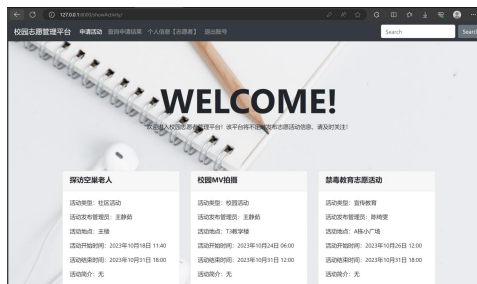 127.0.0.1:8000/showActivity/
校园志愿管理平台 申请活动 查询申请结果 个人信息【志愿者】 退出账号 Search Search
WELCOME!
欢迎进入校园志愿者管理平台！该平台将不定期发布志愿活动信息，请及时关注!
探访空巢老人
活动类型：社区活动
活动发布管理员：王静茹
活动地点：主楼
活动开始时间：2023年10月18日 11:40
活动结束时间：2023年10月31日 18:00
活动简介：无
校园MV拍摄
活动类型：校园活动
活动发布管理员：王静茹
活动地点：T3教学楼
活动开始时间：2023年10月24日 06:00
活动结束时间：2023年10月31日 12:00
活动简介：无
禁毒教育志愿活动
活动类型：宣传教育
活动发布管理员：陈绮雯
活动地点：A栋小广场
活动开始时间：2023年10月26日 12:00
活动结束时间：2023年10月31日 18:00
活动简介：无